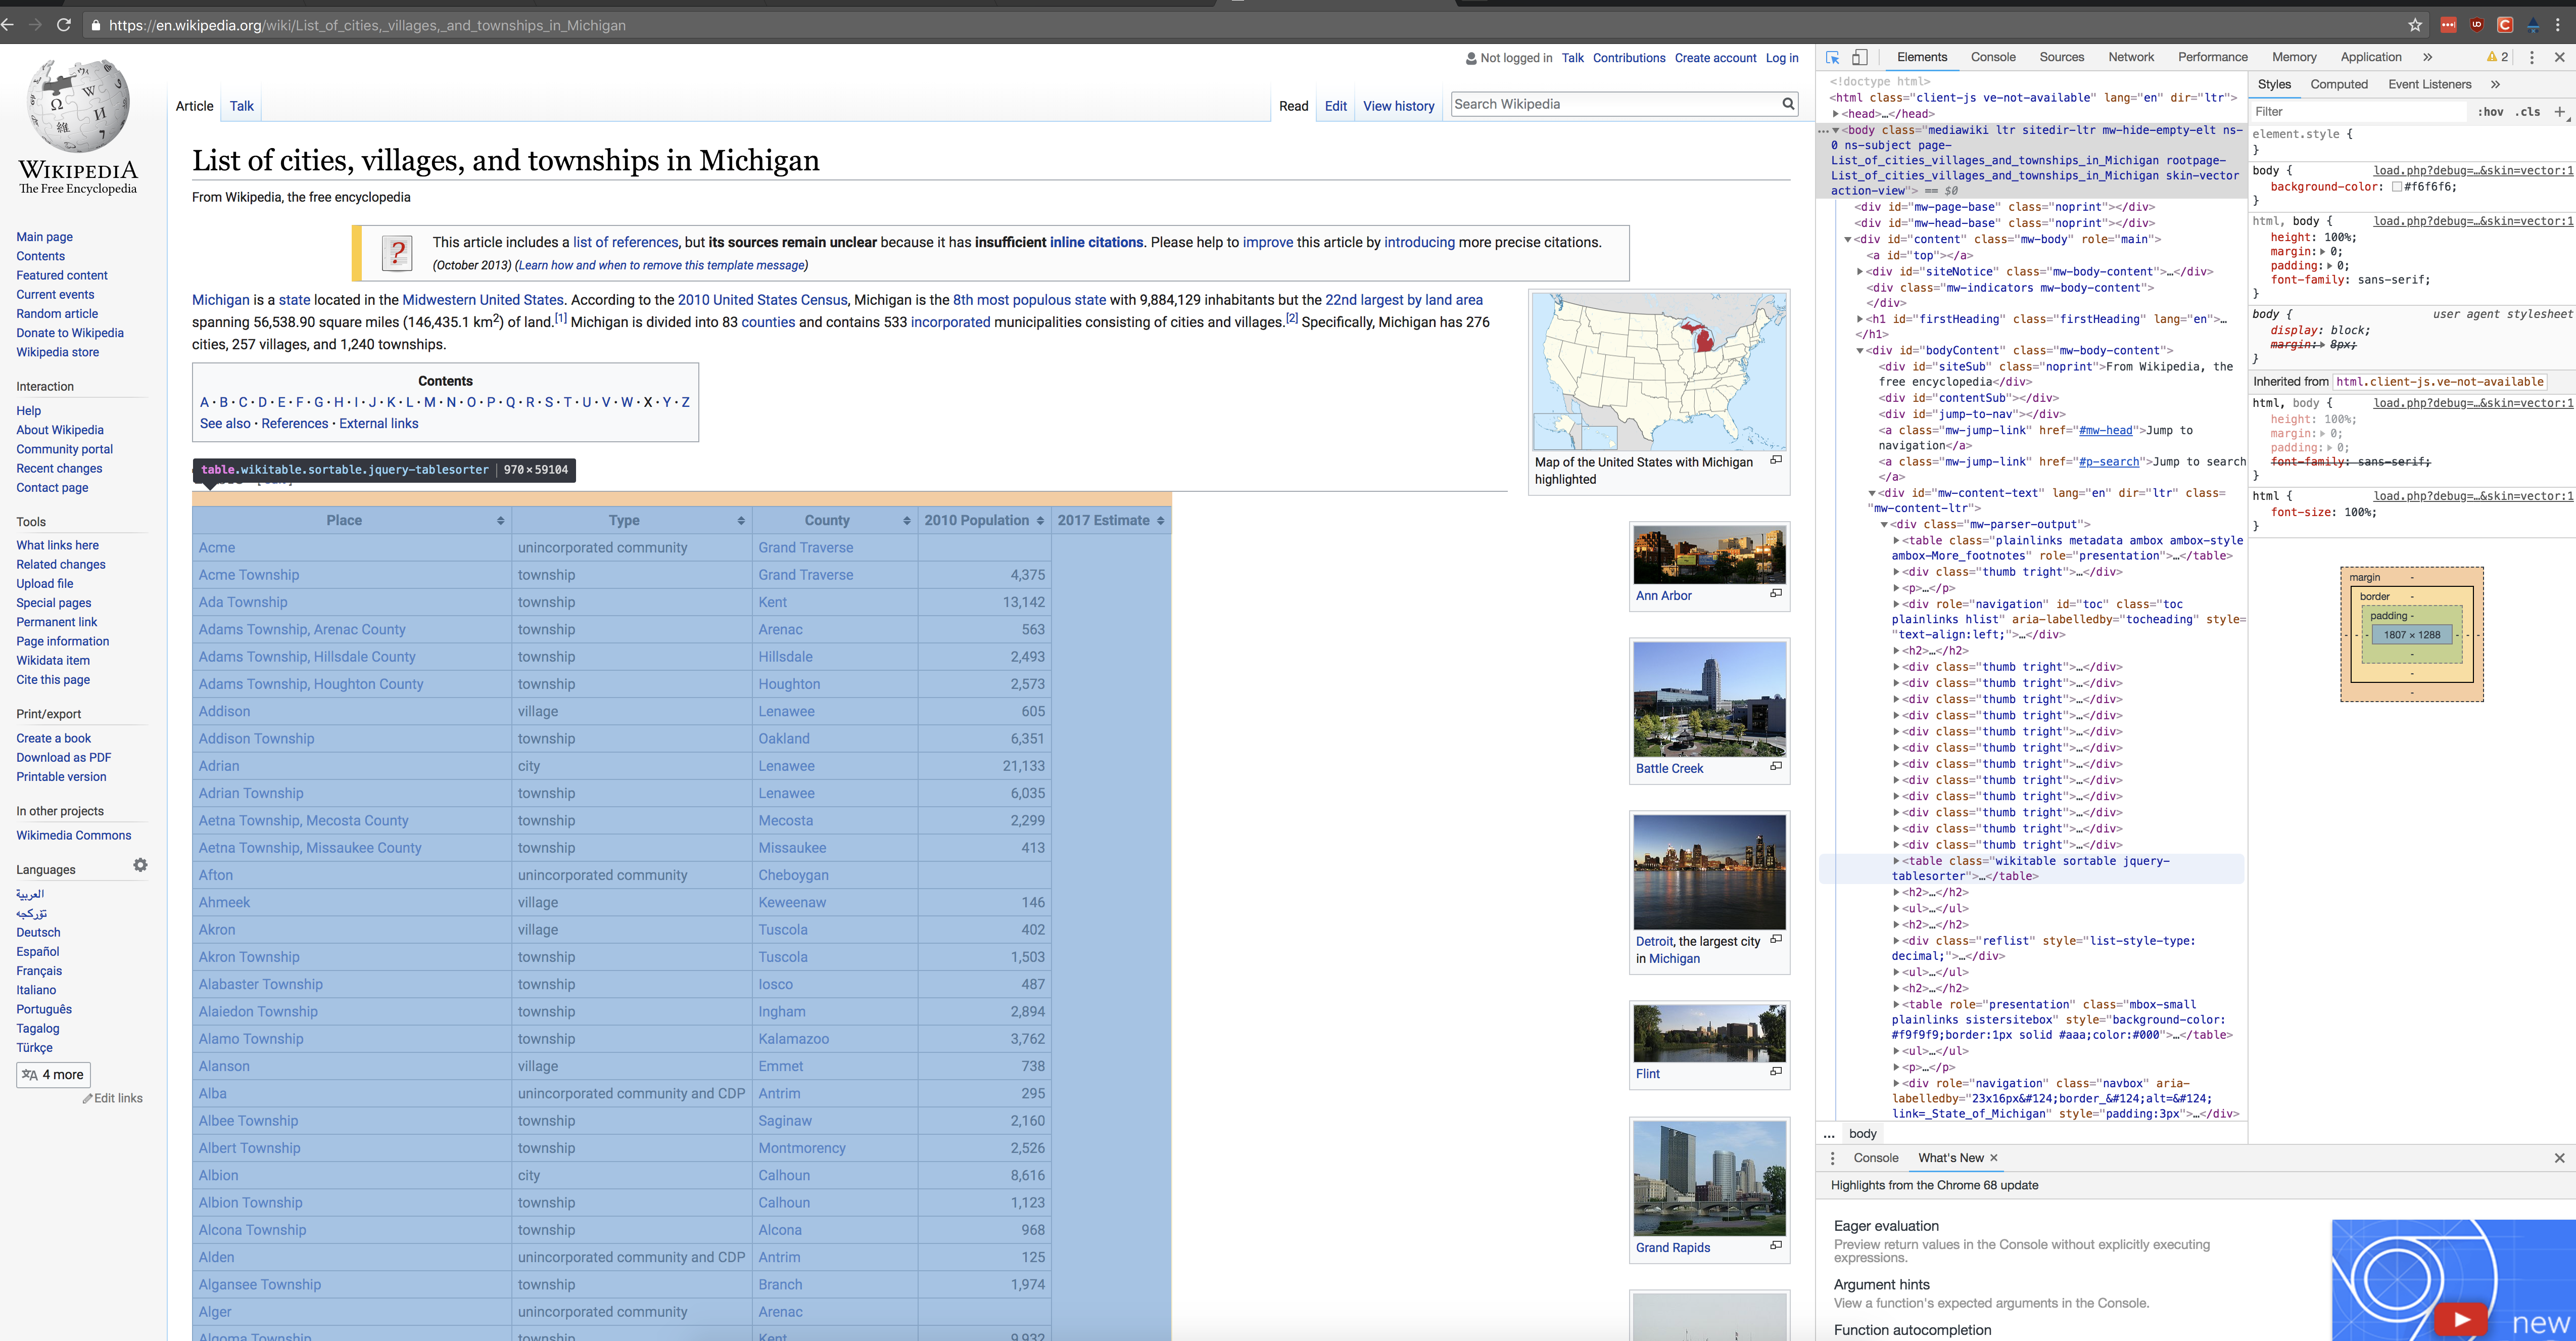 https://en.wikipedia.org/wiki/List_of_cities,_villages,_and_townships_in_Michigan
Not logged in Talk Contributions Create account Log in
Article Talk
Read Edit View history
Search Wikipedia
WIKIPEDIA
The Free Encyclopedia
Main page
Contents
Featured content
Current events
Random article
Donate to Wikipedia
Wikipedia store
Interaction
Help
About Wikipedia
Community portal
Recent changes
Contact page
Tools
What links here
Related changes
Upload file
Special pages
Permanent link
Page information
Wikidata item
Cite this page
Print/export
Create a book
Download as PDF
Printable version
In other projects
Wikimedia Commons
Languages
العربية
تۆرکجه
Deutsch
Español
Français
Italiano
Português
Tagalog
Türkçe
4 more
Edit links
List of cities, villages, and townships in Michigan
From Wikipedia, the free encyclopedia
This article includes a list of references, but its sources remain unclear because it has insufficient inline citations. Please help to improve this article by introducing more precise citations.
(October 2013) (Learn how and when to remove this template message)
Michigan is a state located in the Midwestern United States. According to the 2010 United States Census, Michigan is the 8th most populous state with 9,884,129 inhabitants but the 22nd largest by land area
spanning 56,538.90 square miles (146,435.1 km2) of land.[1] Michigan is divided into 83 counties and contains 533 incorporated municipalities consisting of cities and villages.[2] Specifically, Michigan has 276
cities, 257 villages, and 1,240 townships.
Contents
A · B · C · D · E · F · G · H · I · J · K · L · M · N · O · P · Q · R · S · T · U · V · W · X · Y · Z
See also · References · External links
table.wikitable.sortable.jquery-tablesorter | 970 × 59104
Place Type County 2010 Population 2017 Estimate
Acme unincorporated community Grand Traverse
Acme Township township Grand Traverse 4,375
Ada Township township Kent 13,142
Adams Township, Arenac County township Arenac 563
Adams Township, Hillsdale County township Hillsdale 2,493
Adams Township, Houghton County township Houghton 2,573
Addison village Lenawee 605
Addison Township township Oakland 6,351
Adrian city Lenawee 21,133
Adrian Township township Lenawee 6,035
Aetna Township, Mecosta County township Mecosta 2,299
Aetna Township, Missaukee County township Missaukee 413
Afton unincorporated community Cheboygan
Ahmeek village Keweenaw 146
Akron village Tuscola 402
Akron Township township Tuscola 1,503
Alabaster Township township Iosco 487
Alaiedon Township township Ingham 2,894
Alamo Township township Kalamazoo 3,762
Alanson village Emmet 738
Alba unincorporated community and CDP Antrim 295
Albee Township township Saginaw 2,160
Albert Township township Montmorency 2,526
Albion city Calhoun 8,616
Albion Township township Calhoun 1,123
Alcona Township township Alcona 968
Alden unincorporated community and CDP Antrim 125
Algansee Township township Branch 1,974
Alger unincorporated community Arenac
Algoma Township township Kent 9,932
Map of the United States with Michigan
highlighted
Ann Arbor
Battle Creek
Detroit, the largest city
in Michigan
Flint
Grand Rapids
Elements Console Sources Network Performance Memory Application » 2
<!doctype html>
<html class="client-js ve-not-available" lang="en" dir="ltr">
<head>…</head>
<body class="mediawiki ltr sitedir-ltr mw-hide-empty-elt ns-
0 ns-subject page-
List_of_cities_villages_and_townships_in_Michigan rootpage-
List_of_cities_villages_and_townships_in_Michigan skin-vector
action-view"> == $0
<div id="mw-page-base" class="noprint"></div>
<div id="mw-head-base" class="noprint"></div>
<div id="content" class="mw-body" role="main">
<a id="top"></a>
<div id="siteNotice" class="mw-body-content">…</div>
<div class="mw-indicators mw-body-content">
</div>
<h1 id="firstHeading" class="firstHeading" lang="en">…
</h1>
<div id="bodyContent" class="mw-body-content">
<div id="siteSub" class="noprint">From Wikipedia, the
free encyclopedia</div>
<div id="contentSub"></div>
<div id="jump-to-nav"></div>
<a class="mw-jump-link" href="#mw-head">Jump to
navigation</a>
<a class="mw-jump-link" href="#p-search">Jump to search
</a>
<div id="mw-content-text" lang="en" dir="ltr" class=
"mw-content-ltr">
<div class="mw-parser-output">
<table class="plainlinks metadata ambox ambox-style
ambox-More_footnotes" role="presentation">…</table>
<div class="thumb tright">…</div>
<p>…</p>
<div role="navigation" id="toc" class="toc
plainlinks hlist" aria-labelledby="tocheading" style=
"text-align:left;">…</div>
<h2>…</h2>
<div class="thumb tright">…</div>
<div class="thumb tright">…</div>
<div class="thumb tright">…</div>
<div class="thumb tright">…</div>
<div class="thumb tright">…</div>
<div class="thumb tright">…</div>
<div class="thumb tright">…</div>
<div class="thumb tright">…</div>
<div class="thumb tright">…</div>
<div class="thumb tright">…</div>
<div class="thumb tright">…</div>
<div class="thumb tright">…</div>
<table class="wikitable sortable jquery-
tablesorter">…</table>
<h2>…</h2>
<ul>…</ul>
<h2>…</h2>
<div class="reflist" style="list-style-type:
decimal;">…</div>
<ul>…</ul>
<h2>…</h2>
<table role="presentation" class="mbox-small
plainlinks sistersitebox" style="background-color:
#f9f9f9;border:1px solid #aaa;color:#000">…</table>
<ul>…</ul>
<p>…</p>
<div role="navigation" class="navbox" aria-
labelledby="23x16px&#124;border_&#124;alt=&#124;
link=_State_of_Michigan" style="padding:3px">…</div>
... body
Styles Computed Event Listeners »
Filter :hov .cls +
element.style {
}
body { load.php?debug=…&skin=vector:1
background-color: #f6f6f6;
}
html, body { load.php?debug=…&skin=vector:1
height: 100%;
margin: 0;
padding: 0;
font-family: sans-serif;
}
body { user agent stylesheet
display: block;
margin: 8px;
}
Inherited from html.client-js.ve-not-available
html, body { load.php?debug=…&skin=vector:1
height: 100%;
margin: 0;
padding: 0;
font-family: sans-serif;
}
html { load.php?debug=…&skin=vector:1
font-size: 100%;
}
margin -
border -
padding -
1807 × 1288
Console What's New ×
Highlights from the Chrome 68 update
Eager evaluation
Preview return values in the Console without explicitly executing
expressions.
Argument hints
View a function's expected arguments in the Console.
Function autocompletion
new